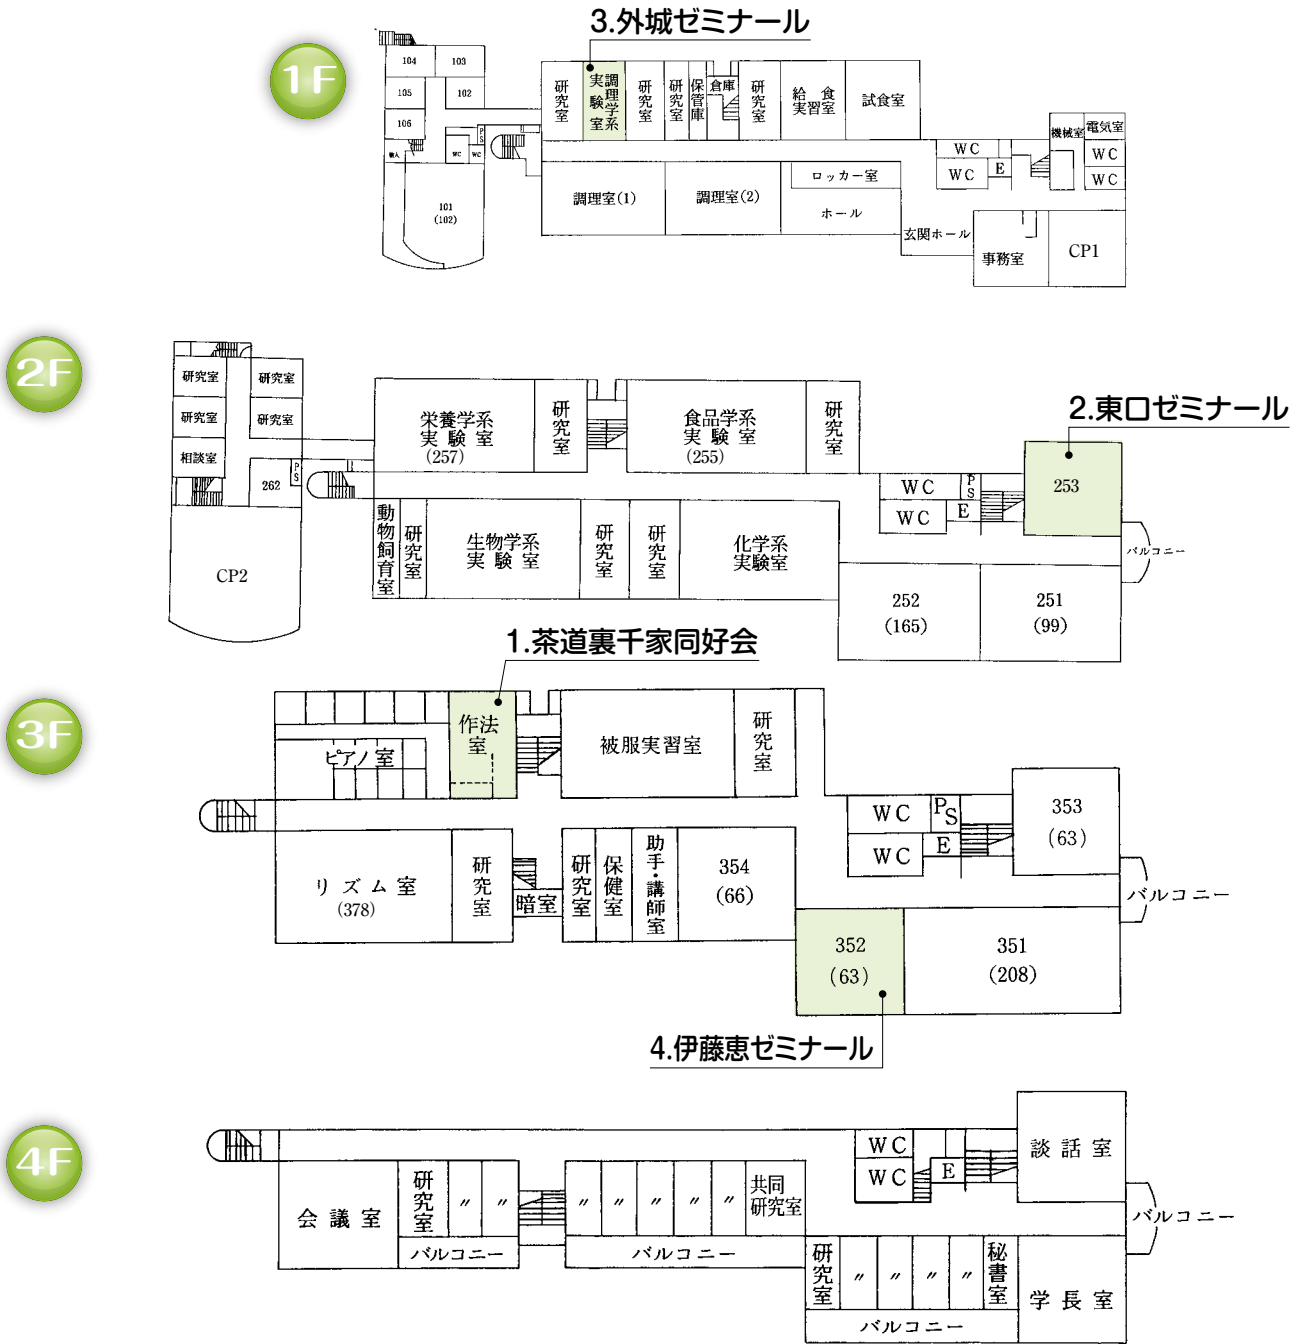 1F
3.外城ゼミナール
104
103
105
102
106
PS
WC
WC
101
(102)
研究室
調理学系
実験室
研究室
研究室
保管庫
倉庫
研究室
給食
実習室
試食室
調理室(1)
調理室(2)
ロッカー室
ホール
玄関ホール
WC
WC
E
機械室
電気室
WC
WC
事務室
CP1
2F
2.東口ゼミナール
研究室
研究室
研究室
研究室
相談室
262
PS
CP2
栄養学系
実験室
(257)
研究室
食品学系
実験室
(255)
研究室
動物飼育室
研究室
生物学系
実験室
研究室
研究室
化学系
実験室
WC
PS
WC
E
253
バルコニー
252
(165)
251
(99)
3F
1.茶道裏千家同好会
ピアノ室
作法
室
被服実習室
研究室
リズム室
(378)
研究室
暗室
研究室
保健室
助手・講師室
354
(66)
WC
PS
WC
E
353
(63)
バルコニー
352
(63)
351
(208)
4.伊藤恵ゼミナール
4F
会議室
研究室
〃
〃
バルコニー
〃
〃
〃
〃
〃
共同
研究室
バルコニー
WC
WC
E
談話室
バルコニー
研究室
〃
〃
〃
〃
秘書室
学長室
バルコニー